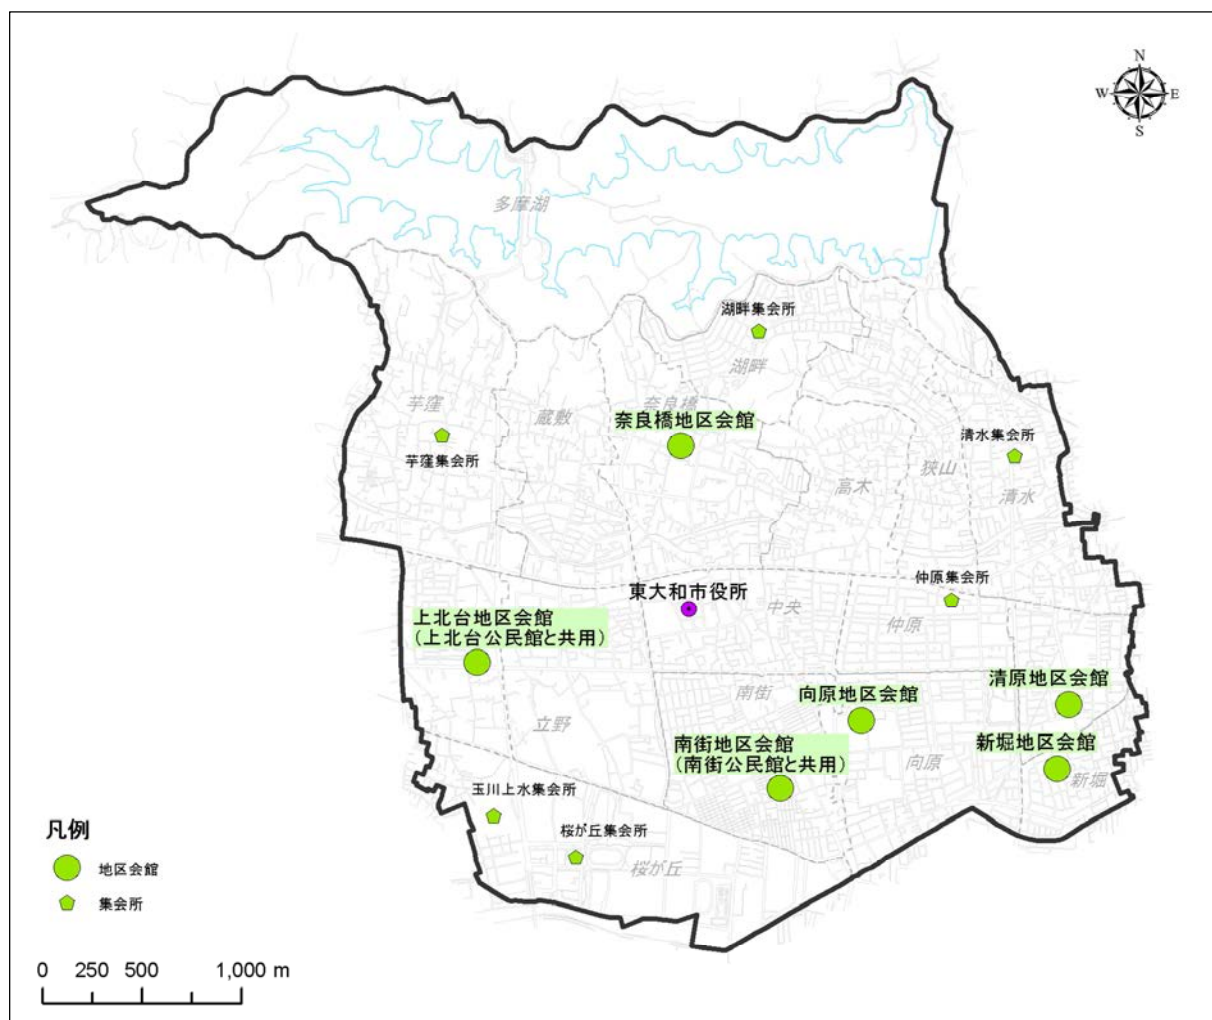 N
W
E
S
多摩湖
湖畔集会所
湖畔
芋窪
蔵敷
奈良橋
奈良橋地区会館
清水集会所
芋窪集会所
狭山
高木
清水
仲原集会所
東大和市役所
中央
上北台地区会館
(上北台公民館と共用)
仲原
清原地区会館
南街
向原地区会館
立野
南街地区会館
(南街公民館と共用)
新堀地区会館
向原
新堀
玉川上水集会所
桜が丘集会所
桜が丘
凡例
地区会館
集会所
0 250 500 1,000 m